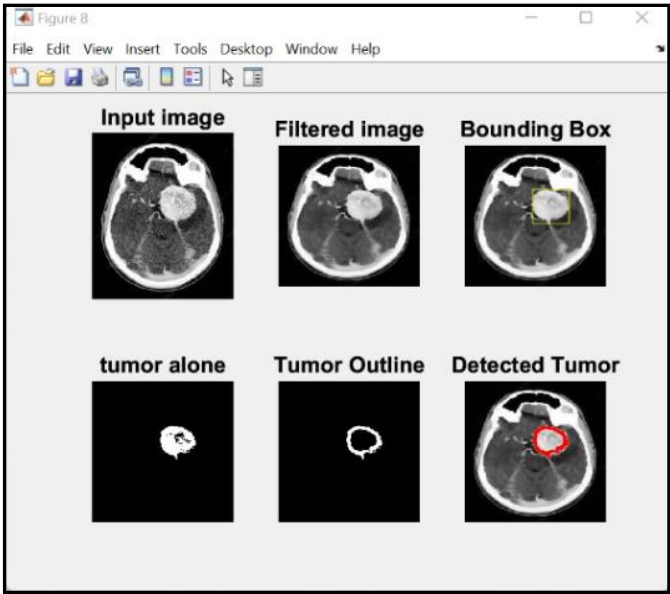 Figure 8
File Edit View Insert Tools Desktop Window Help
Input image
Filtered image
Bounding Box
tumor alone
Tumor Outline
Detected Tumor